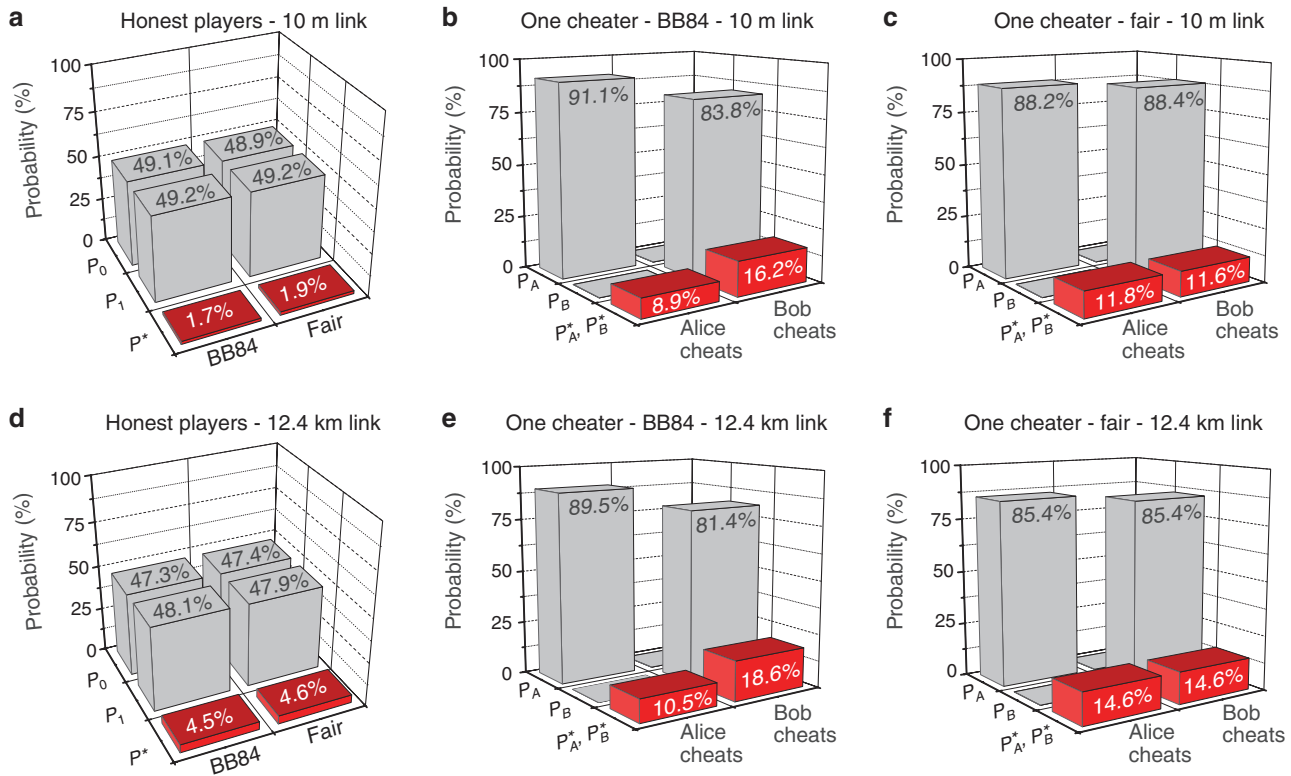 a
Honest players - 10 m link
Probability (%)
100
75
50
25
0
49.1%
48.9%
49.2%
49.2%
1.7%
1.9%
P0
P1
P*
BB84
Fair
b
One cheater - BB84 - 10 m link
Probability (%)
100
75
50
25
0
91.1%
83.8%
8.9%
16.2%
PA
PB
P*A, P*B
Alice
cheats
Bob
cheats
c
One cheater - fair - 10 m link
Probability (%)
100
75
50
25
0
88.2%
88.4%
11.8%
11.6%
PA
PB
P*A, P*B
Alice
cheats
Bob
cheats
d
Honest players - 12.4 km link
Probability (%)
100
75
50
25
0
47.3%
47.4%
48.1%
47.9%
4.5%
4.6%
P0
P1
P*
BB84
Fair
e
One cheater - BB84 - 12.4 km link
Probability (%)
100
75
50
25
0
89.5%
81.4%
10.5%
18.6%
PA
PB
P*A, P*B
Alice
cheats
Bob
cheats
f
One cheater - fair - 12.4 km link
Probability (%)
100
75
50
25
0
85.4%
85.4%
14.6%
14.6%
PA
PB
P*A, P*B
Alice
cheats
Bob
cheats